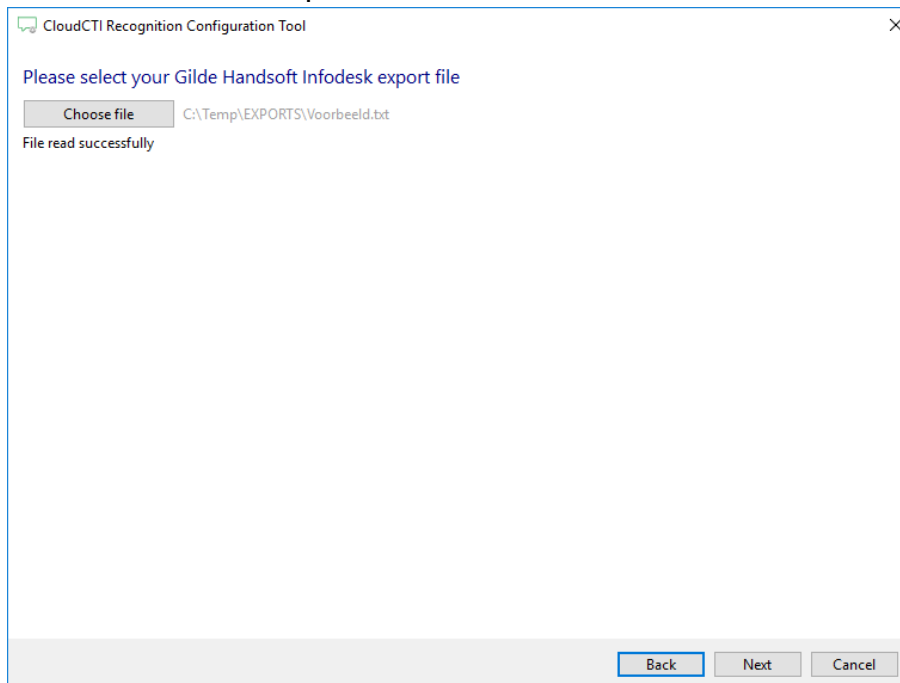 CloudCTI Recognition Configuration Tool
Please select your Gilde Handsoft Infodesk export file
Choose file C:\Temp\EXPORTS\Voorbeeld.txt
File read successfully
Back Next Cancel